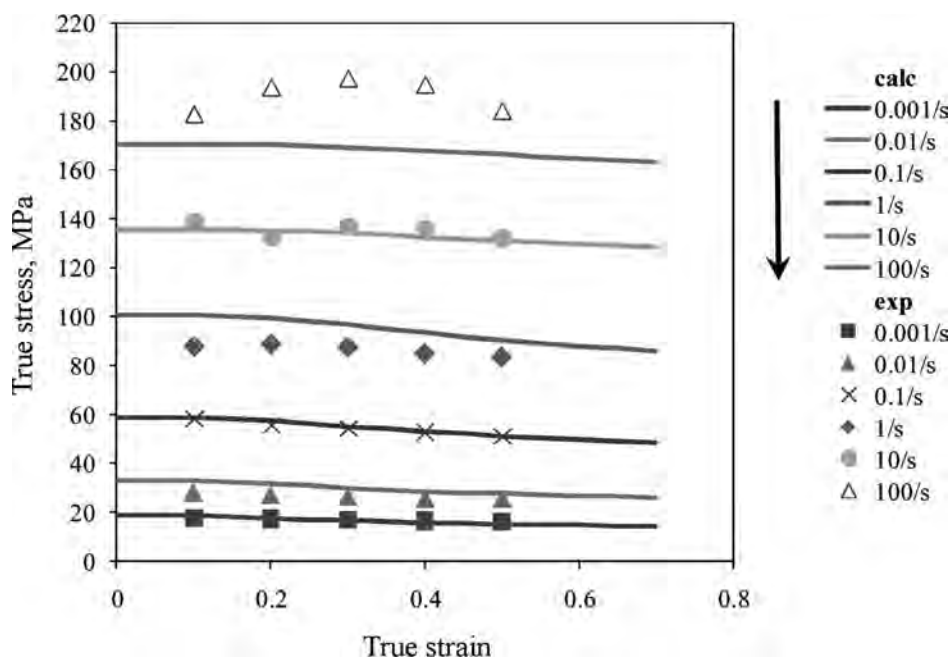 220
200
180
160
140
120
100
80
60
40
20
0
True stress, MPa
0
0.2
0.4
0.6
0.8
True strain
calc
0.001/s
0.01/s
0.1/s
1/s
10/s
100/s
exp
0.001/s
0.01/s
0.1/s
1/s
10/s
100/s